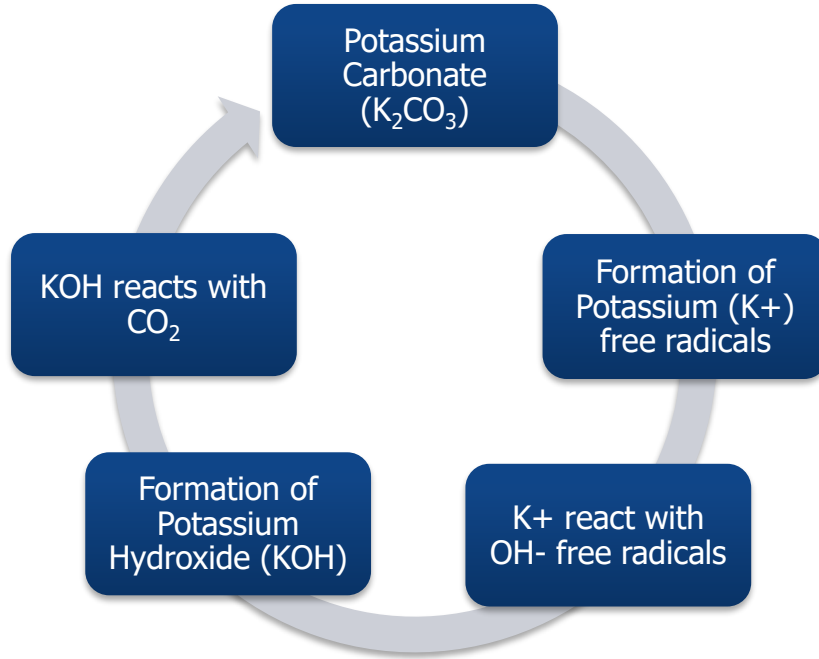 Potassium
Carbonate
(K₂CO₃)
Formation of
Potassium (K+)
free radicals
K+ react with
OH- free radicals
Formation of
Potassium
Hydroxide (KOH)
KOH reacts with
CO₂